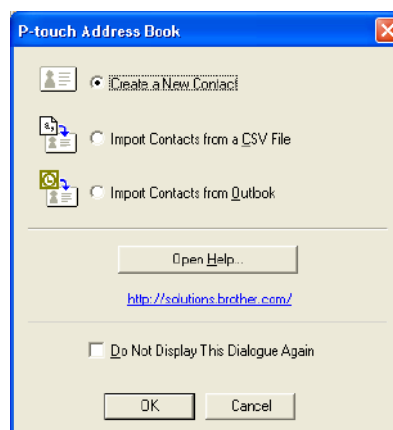 P-touch Address Book
Create a New Contact
a,
Import Contacts from a CSV File
Import Contacts from Outlook
Open Help...
http://solutions.brother.com/
Do Not Display This Dialogue Again
OK
Cancel